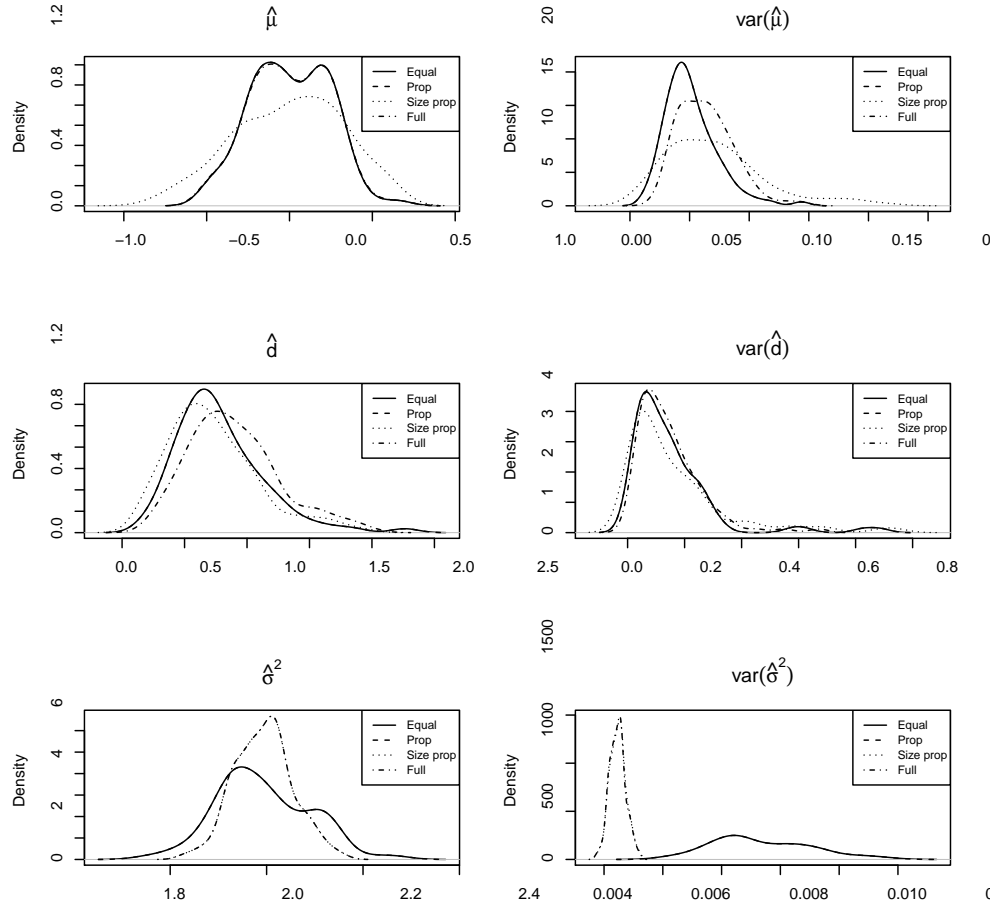 μ̂
var(μ̂)
Density
0.0 0.4 0.8 1.2
−1.0 −0.5 0.0 0.5 1.0
Equal
Prop
Size prop
Full
Density
0 5 10 15 20
0.00 0.05 0.10 0.15 0
Equal
Prop
Size prop
Full
d̂
var(d̂)
Density
0.0 0.4 0.8 1.2
0.0 0.5 1.0 1.5 2.0 2.5
Equal
Prop
Size prop
Full
Density
0 1 2 3 4
0.0 0.2 0.4 0.6 0.8
Equal
Prop
Size prop
Full
σ̂²
var(σ̂²)
Density
0 2 4 6
1.8 2.0 2.2 2.4
Equal
Prop
Size prop
Full
Density
0 500 1000 1500
0.004 0.006 0.008 0.010 0
Equal
Prop
Size prop
Full